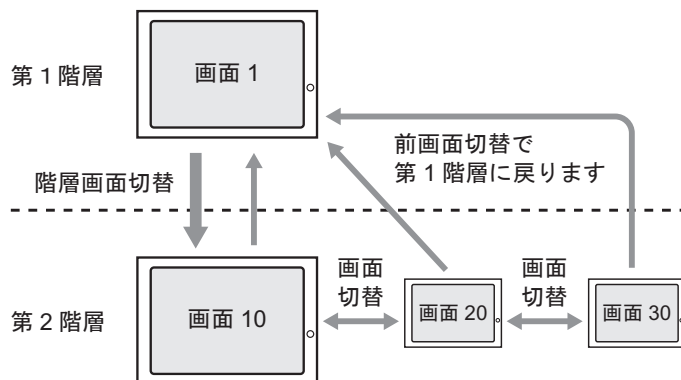 第 1 階層
画面 1
前画面切替で
第 1 階層に戻ります
階層画面切替
第 2 階層
画面 10
画面
切替
画面 20
画面
切替
画面 30